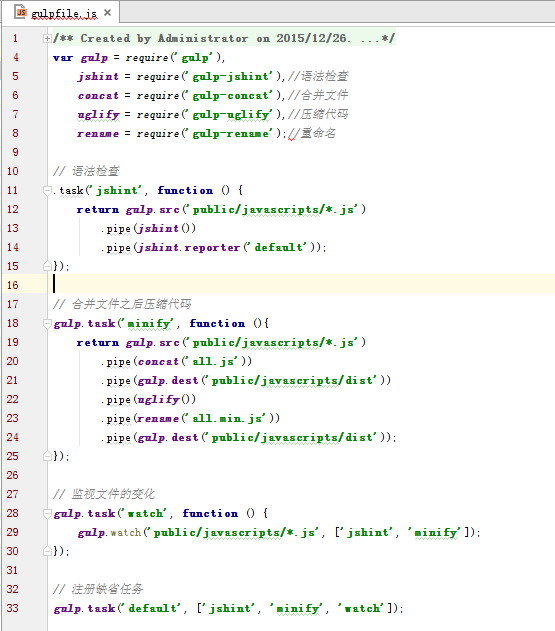 gulpfile.js ×
1 /** Created by Administrator on 2015/12/26. ...*/
4 var gulp = require('gulp'),
5 jshint = require('gulp-jshint'),//语法检查
6 concat = require('gulp-concat'),//合并文件
7 uglify = require('gulp-uglify'),//压缩代码
8 rename = require('gulp-rename');//重命名
9
10 // 语法检查
11 .task('jshint', function () {
12 return gulp.src('public/javascripts/*.js')
13 .pipe(jshint())
14 .pipe(jshint.reporter('default'));
15 });
16
17 // 合并文件之后压缩代码
18 gulp.task('minify', function (){
19 return gulp.src('public/javascripts/*.js')
20 .pipe(concat('all.js'))
21 .pipe(gulp.dest('public/javascripts/dist'))
22 .pipe(uglify())
23 .pipe(rename('all.min.js'))
24 .pipe(gulp.dest('public/javascripts/dist'));
25 });
26
27 // 监视文件的变化
28 gulp.task('watch', function () {
29 gulp.watch('public/javascripts/*.js', ['jshint', 'minify']);
30 });
31
32 // 注册缺省任务
33 gulp.task('default', ['jshint', 'minify', 'watch']);